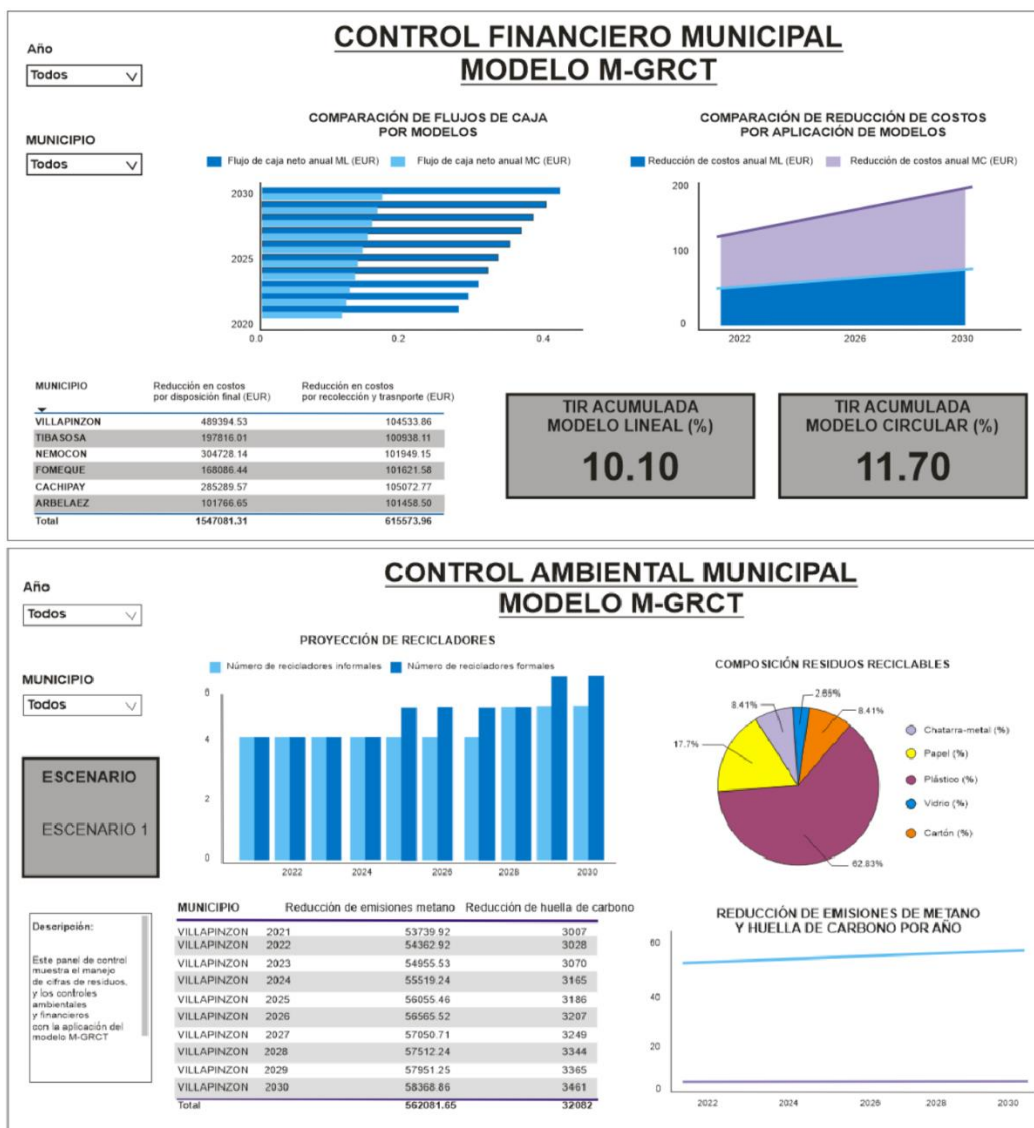 CONTROL FINANCIERO MUNICIPAL
MODELO M-GRCT
Año
Todos
MUNICIPIO
Todos
COMPARACIÓN DE FLUJOS DE CAJA
POR MODELOS
Flujo de caja neto anual ML (EUR) Flujo de caja neto anual MC (EUR)
2030
2025
2020
0.0 0.2 0.4
COMPARACIÓN DE REDUCCIÓN DE COSTOS
POR APLICACIÓN DE MODELOS
Reducción de costos anual ML (EUR) Reducción de costos anual MC (EUR)
200
100
0
2022 2026 2030
MUNICIPIO Reducción en costos por disposición final (EUR) Reducción en costos por recolección y trasnporte (EUR)
VILLAPINZON 489394.53 104533.86
TIBASOSA 197816.01 100938.11
NEMOCON 304728.14 101949.15
FOMEQUE 168086.44 101621.58
CACHIPAY 285289.57 105072.77
ARBELAEZ 101766.65 101458.50
Total 1547081.31 615573.96
TIR ACUMULADA
MODELO LINEAL (%)
10.10
TIR ACUMULADA
MODELO CIRCULAR (%)
11.70
CONTROL AMBIENTAL MUNICIPAL
MODELO M-GRCT
Año
Todos
MUNICIPIO
Todos
ESCENARIO
ESCENARIO 1
PROYECCIÓN DE RECICLADORES
Número de recicladores informales Número de recicladores formales
6
4
2
0
2022 2024 2026 2028 2030
COMPOSICIÓN RESIDUOS RECICLABLES
2.65%
8.41%
8.41%
17.7%
62.83%
Chatarra-metal (%)
Papel (%)
Plástico (%)
Vidrio (%)
Cartón (%)
Descripción:
Este panel de control
muestra el manejo
de cifras de residuos,
y los controles
ambientales
y financieros
con la aplicación del
modelo M-GRCT
MUNICIPIO Reducción de emisiones metano Reducción de huella de carbono
VILLAPINZON 2021 53739.92 3007
VILLAPINZON 2022 54362.92 3028
VILLAPINZON 2023 54955.53 3070
VILLAPINZON 2024 55519.24 3165
VILLAPINZON 2025 56055.46 3186
VILLAPINZON 2026 56565.52 3207
VILLAPINZON 2027 57050.71 3249
VILLAPINZON 2028 57512.24 3344
VILLAPINZON 2029 57951.25 3365
VILLAPINZON 2030 58368.86 3461
Total 562081.65 32082
REDUCCIÓN DE EMISIONES DE METANO
Y HUELLA DE CARBONO POR AÑO
60
40
20
0
2022 2024 2026 2028 2030